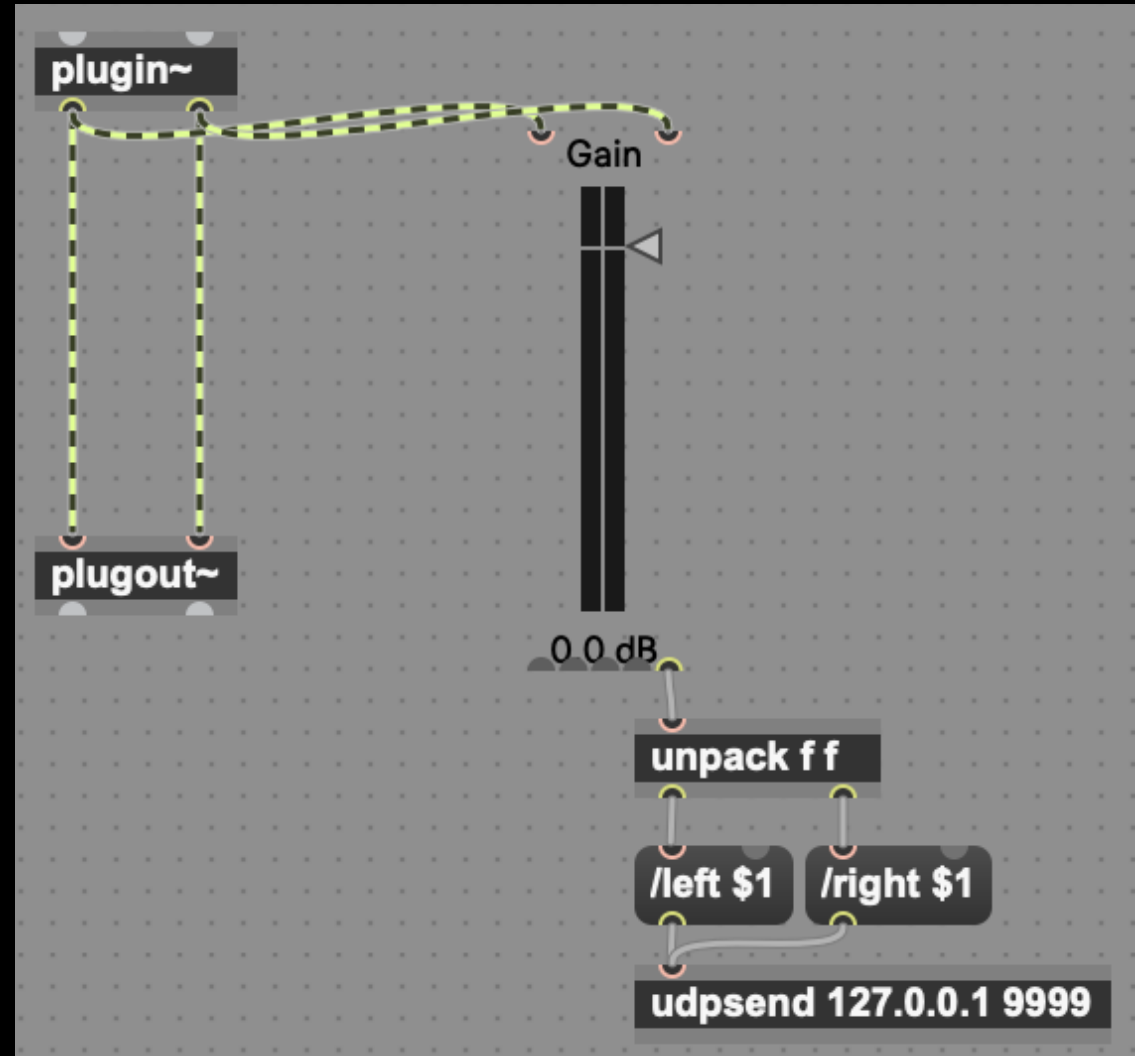 plugin~
Gain
plugout~
0.0 dB
unpack f f
/left $1
/right $1
udpsend 127.0.0.1 9999